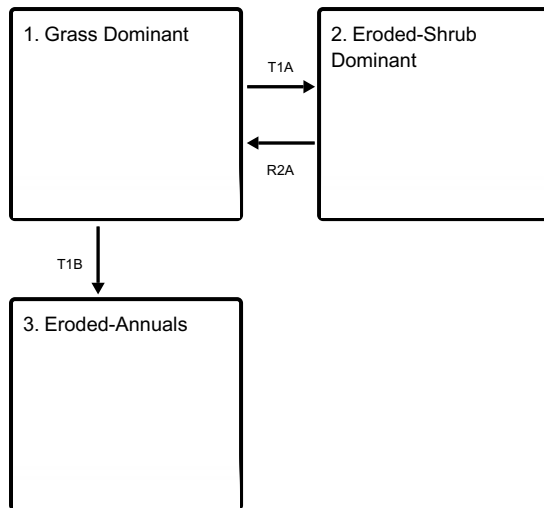 1. Grass Dominant
2. Eroded-Shrub
Dominant
T1A
R2A
T1B
3. Eroded-Annuals